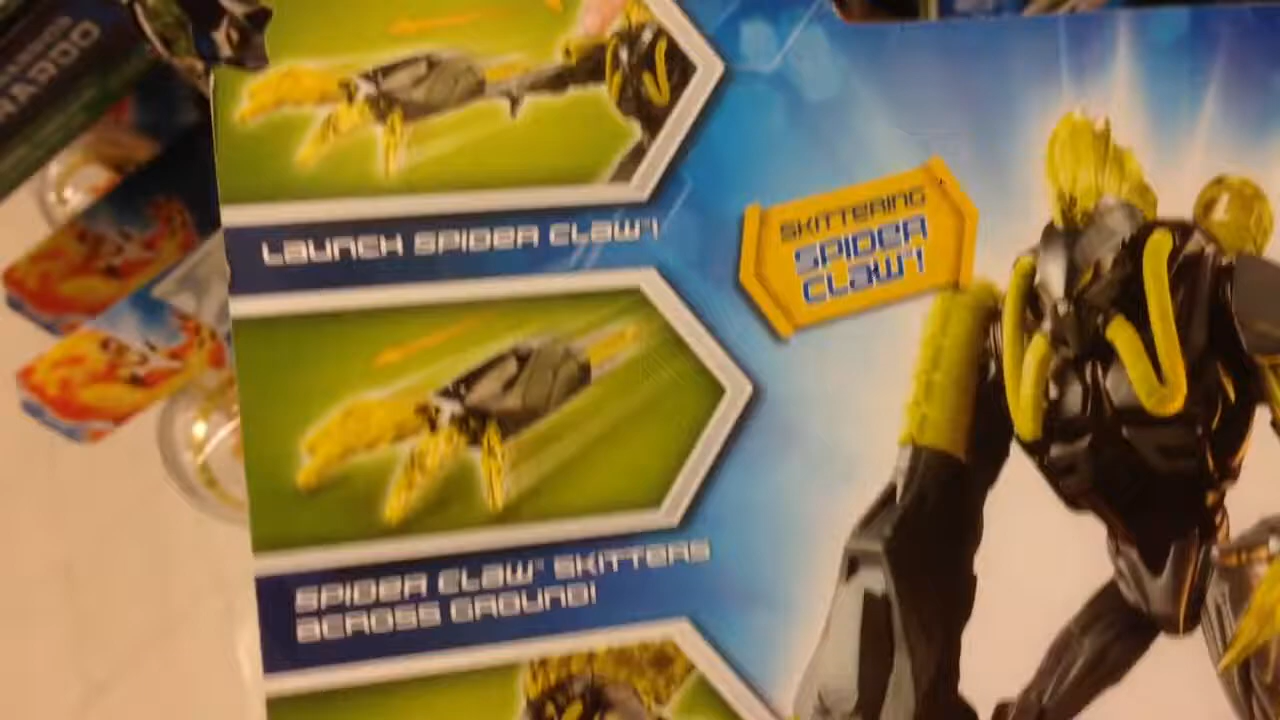 LAUNCH SPIDER CLAW™!
SKITTERING
SPIDER
CLAW™!
SPIDER CLAW™ SKITTERS
ACROSS GROUND!